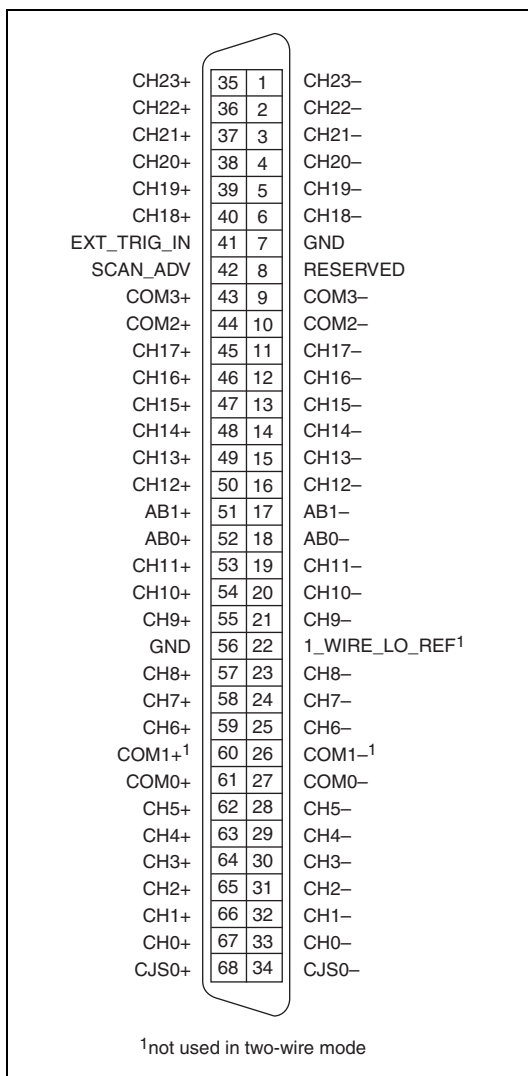 CH23+ 35 1 CH23–
CH22+ 36 2 CH22–
CH21+ 37 3 CH21–
CH20+ 38 4 CH20–
CH19+ 39 5 CH19–
CH18+ 40 6 CH18–
EXT_TRIG_IN 41 7 GND
SCAN_ADV 42 8 RESERVED
COM3+ 43 9 COM3–
COM2+ 44 10 COM2–
CH17+ 45 11 CH17–
CH16+ 46 12 CH16–
CH15+ 47 13 CH15–
CH14+ 48 14 CH14–
CH13+ 49 15 CH13–
CH12+ 50 16 CH12–
AB1+ 51 17 AB1–
AB0+ 52 18 AB0–
CH11+ 53 19 CH11–
CH10+ 54 20 CH10–
CH9+ 55 21 CH9–
GND 56 22 1_WIRE_LO_REF1
CH8+ 57 23 CH8–
CH7+ 58 24 CH7–
CH6+ 59 25 CH6–
COM1+1 60 26 COM1–1
COM0+ 61 27 COM0–
CH5+ 62 28 CH5–
CH4+ 63 29 CH4–
CH3+ 64 30 CH3–
CH2+ 65 31 CH2–
CH1+ 66 32 CH1–
CH0+ 67 33 CH0–
CJS0+ 68 34 CJS0–
1not used in two-wire mode